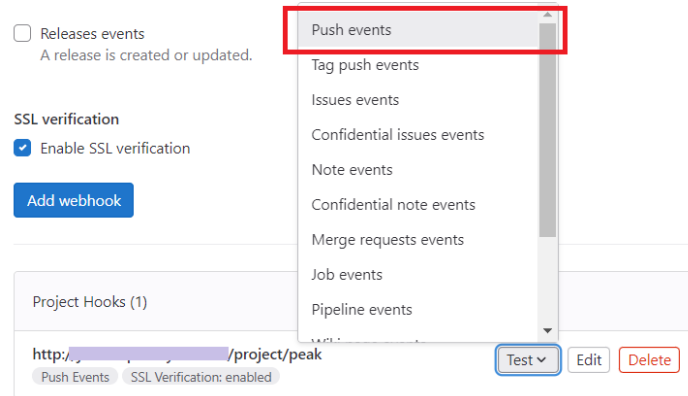 Releases events
A release is created or updated.
SSL verification
Enable SSL verification
Add webhook
Push events
Tag push events
Issues events
Confidential issues events
Note events
Confidential note events
Merge requests events
Job events
Pipeline events
Project Hooks (1)
http:/ /project/peak
Test Edit Delete
Push Events SSL Verification: enabled